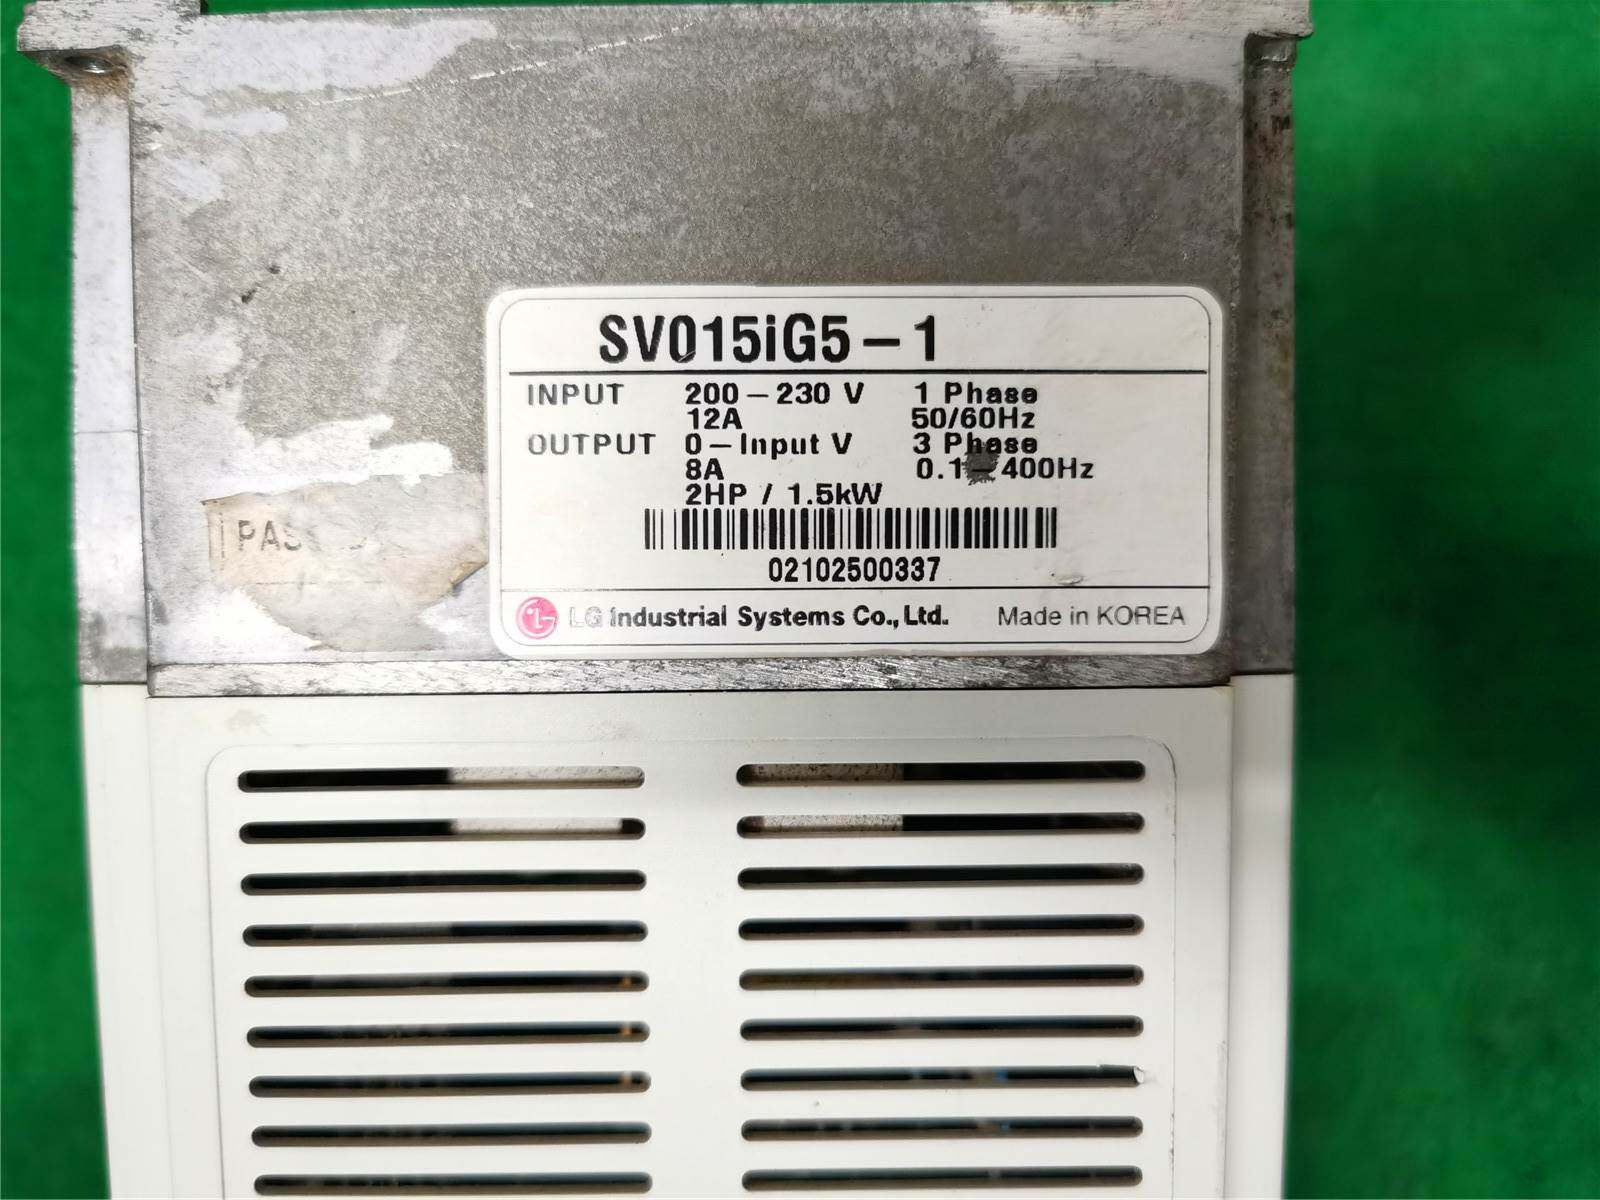 SV015iG5-1
INPUT 200-230 V 1 Phase
12A 50/60Hz
OUTPUT 0-Input V 3 Phase
8A 0.1-400Hz
2HP / 1.5kW
02102500337
LG Industrial Systems Co., Ltd. Made in KOREA